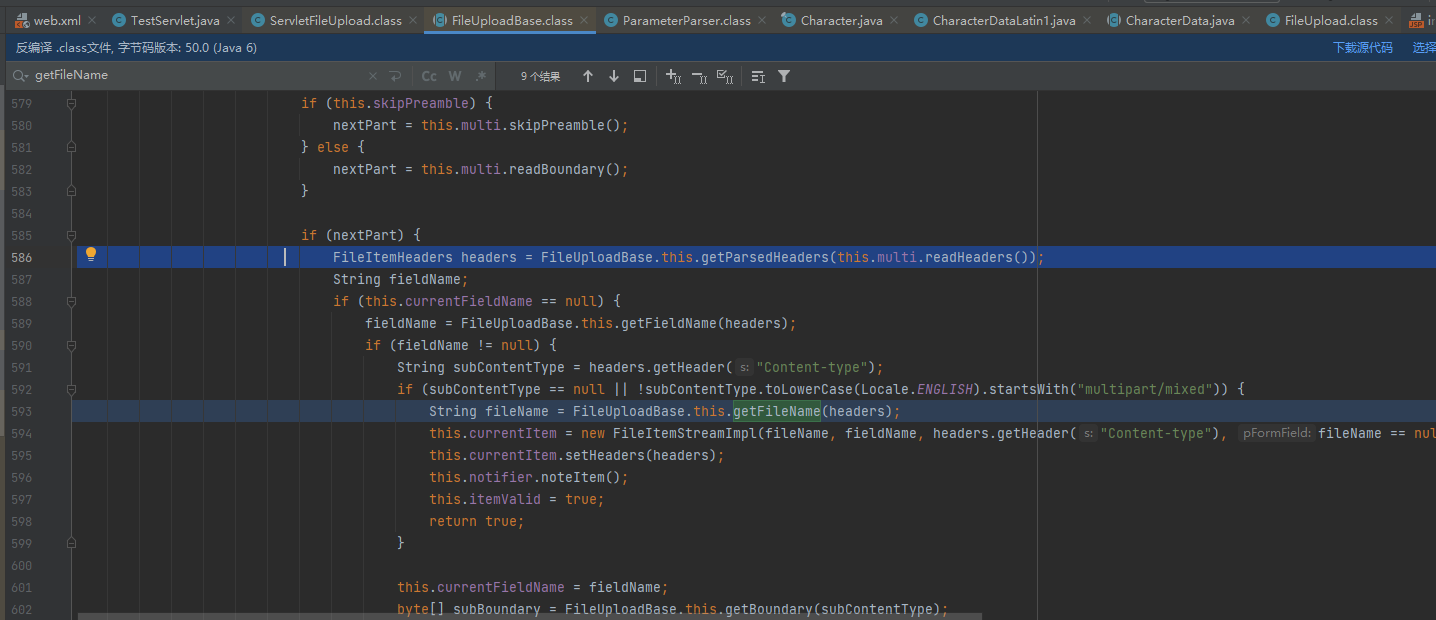 web.xml TestServlet.java ServletFileUpload.class FileUploadBase.class ParameterParser.class Character.java CharacterDataLatin1.java CharacterData.java FileUpload.class
反编译 .class文件, 字节码版本: 50.0 (Java 6) 下载源代码 选择
getFileName Cc W .* 9 个结果
579 if (this.skipPreamble) {
580 nextPart = this.multi.skipPreamble();
581 } else {
582 nextPart = this.multi.readBoundary();
583 }
584
585 if (nextPart) {
586 FileItemHeaders headers = FileUploadBase.this.getParsedHeaders(this.multi.readHeaders());
587 String fieldName;
588 if (this.currentFieldName == null) {
589 fieldName = FileUploadBase.this.getFieldName(headers);
590 if (fieldName != null) {
591 String subContentType = headers.getHeader( s: "Content-type");
592 if (subContentType == null || !subContentType.toLowerCase(Locale.ENGLISH).startsWith("multipart/mixed")) {
593 String fileName = FileUploadBase.this.getFileName(headers);
594 this.currentItem = new FileItemStreamImpl(fileName, fieldName, headers.getHeader( s: "Content-type"), pFormField: fileName == nul
595 this.currentItem.setHeaders(headers);
596 this.notifier.noteItem();
597 this.itemValid = true;
598 return true;
599 }
600
601 this.currentFieldName = fieldName;
602 byte[] subBoundary = FileUploadBase.this.getBoundary(subContentType);